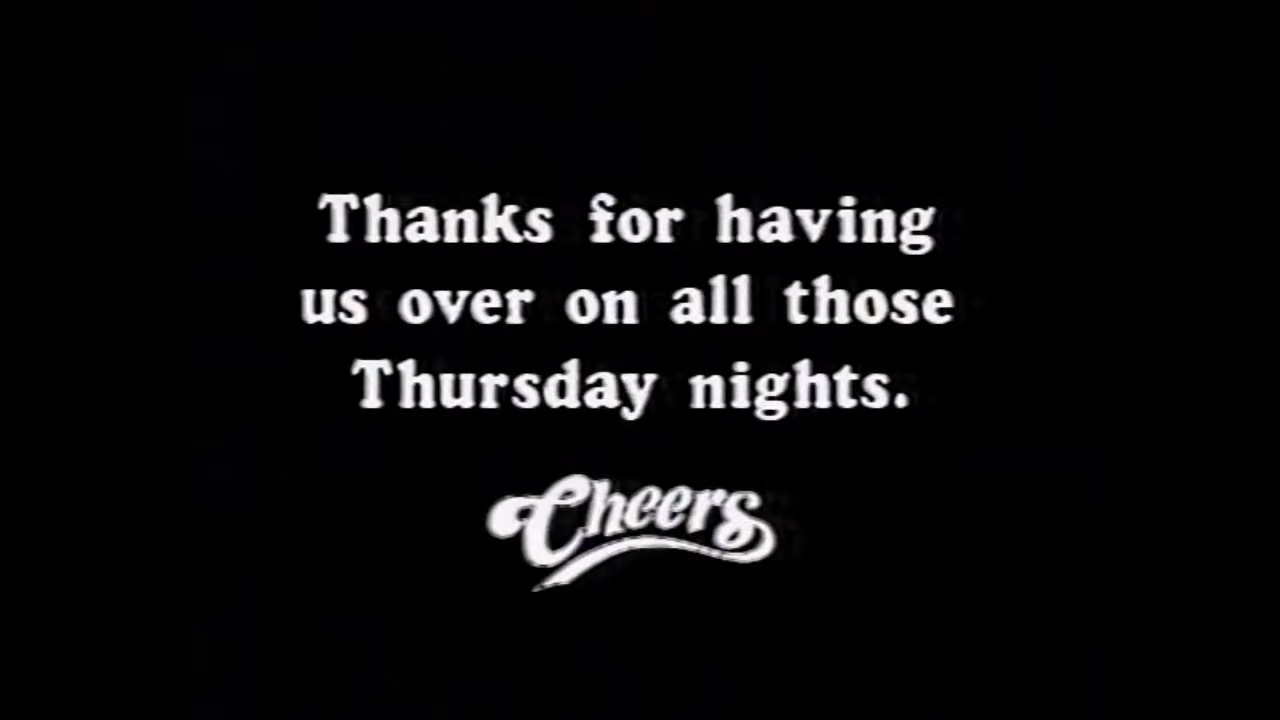 Thanks for having
us over on all those
Thursday nights.
Cheers